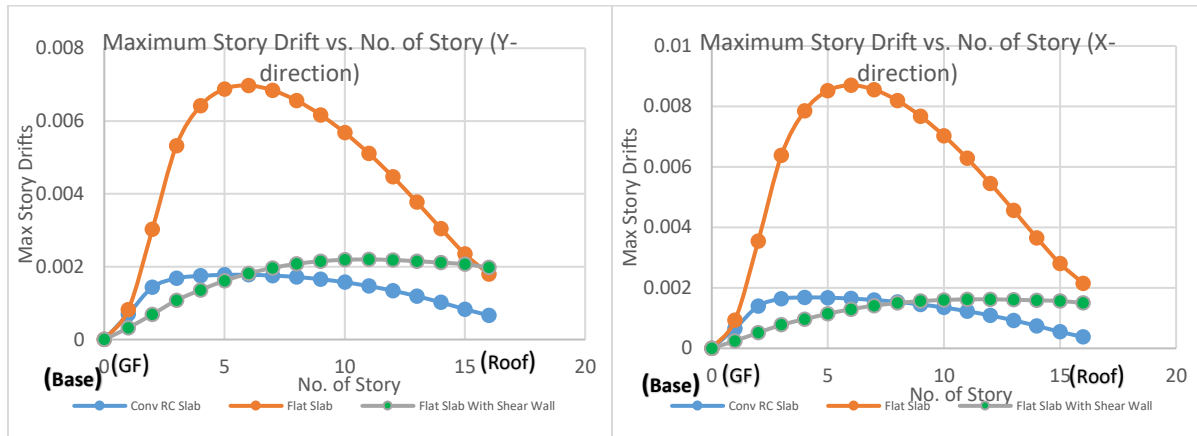 Maximum Story Drift vs. No. of Story (Y-
direction)
Max Story Drifts
0.008
0.006
0.004
0.002
0
0 5 10 15 20
(Base) (GF) (Roof)
No. of Story
Conv RC Slab Flat Slab Flat Slab With Shear Wall
Maximum Story Drift vs. No. of Story (X-
direction)
Max Story Drifts
0.01
0.008
0.006
0.004
0.002
0
0 5 10 15 20
(Base) (GF) (Roof)
No. of Story
Conv RC Slab Flat Slab Flat Slab With Shear Wall